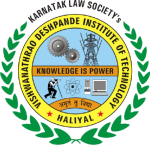 KARNATAK LAW SOCIETY's
VISHWANATHRAO DESHPANDE INSTITUTE OF TECHNOLOGY
KNOWLEDGE IS POWER
HALIYAL